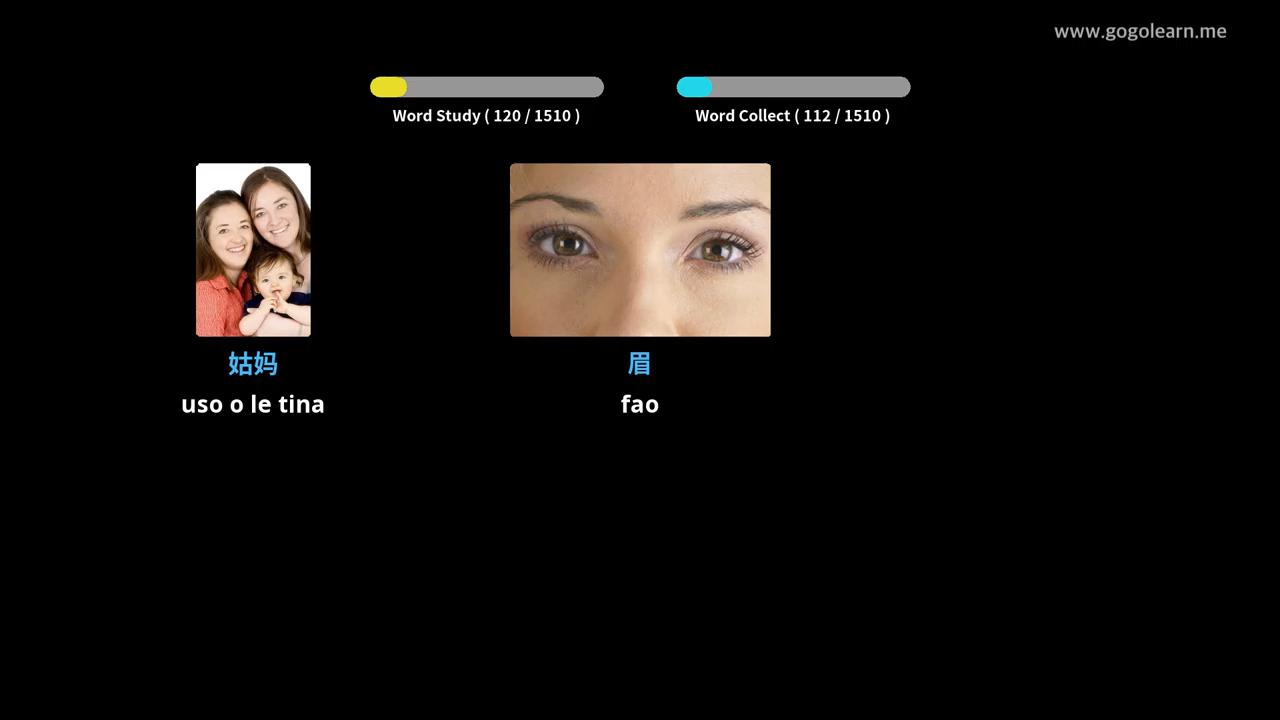 www.gogolearn.me
Word Study ( 120 / 1510 )
Word Collect ( 112 / 1510 )
姑妈
uso o le tina
眉
fao